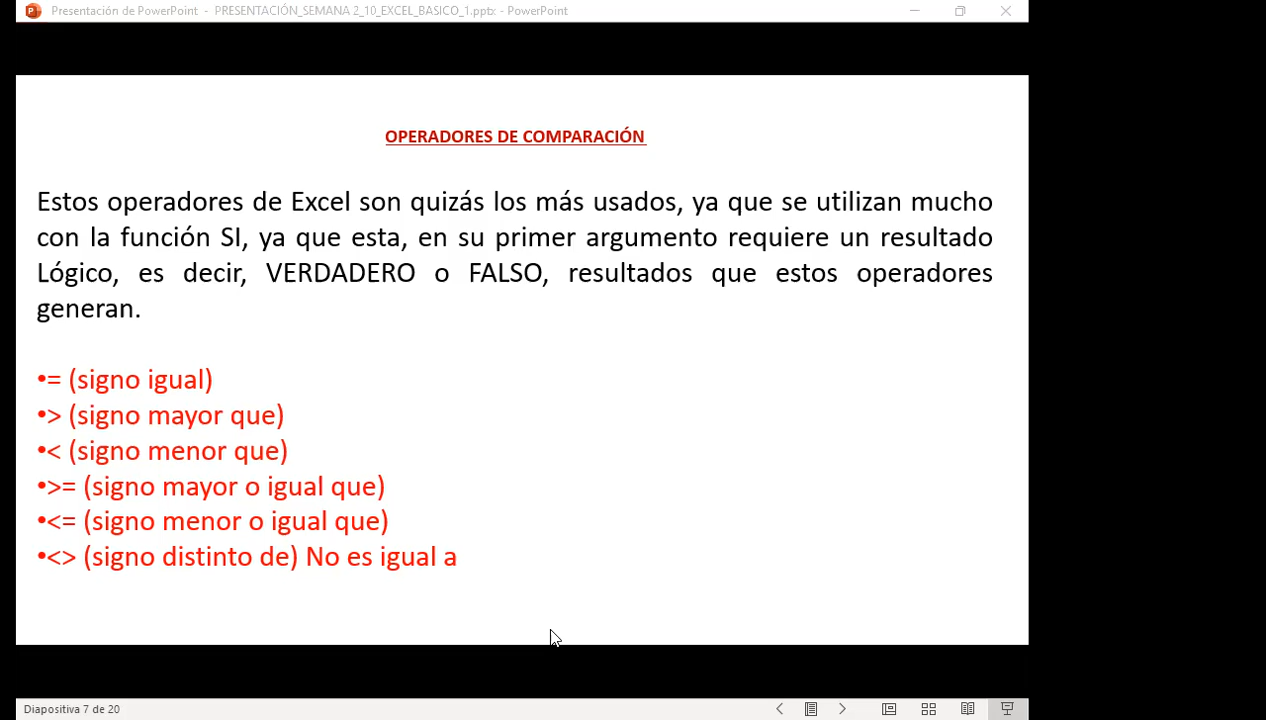 Presentación de PowerPoint - PRESENTACIÓN_SEMANA 2_10_EXCEL_BASICO_1.pptx - PowerPoint
OPERADORES DE COMPARACIÓN
Estos operadores de Excel son quizás los más usados, ya que se utilizan mucho
con la función SI, ya que esta, en su primer argumento requiere un resultado
Lógico, es decir, VERDADERO o FALSO, resultados que estos operadores
generan.
•= (signo igual)
•> (signo mayor que)
•< (signo menor que)
•>= (signo mayor o igual que)
•<= (signo menor o igual que)
•<> (signo distinto de) No es igual a
Diapositiva 7 de 20